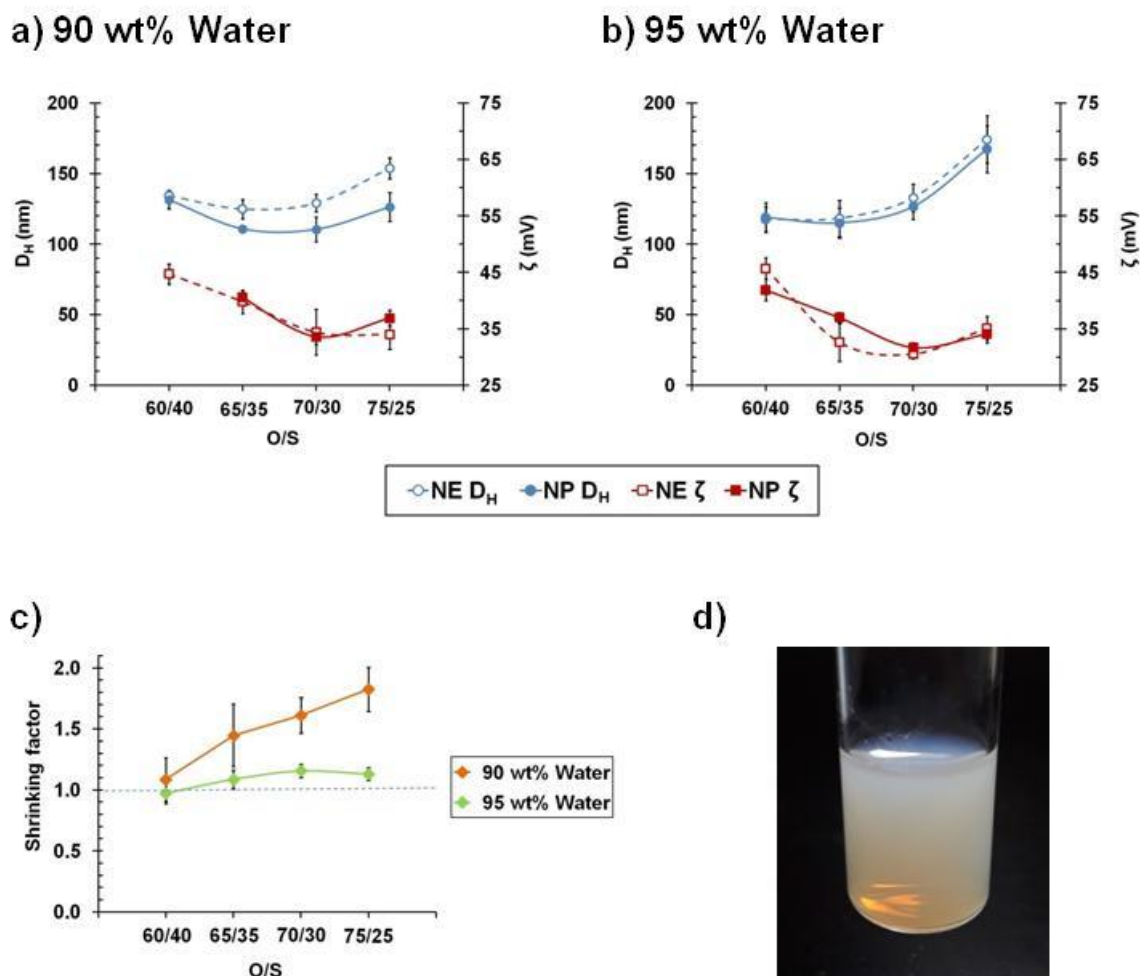 a) 90 wt% Water
200
150
100
50
0
D_H (nm)
75
65
55
45
35
25
ζ (mV)
60/40 65/35 70/30 75/25
O/S
b) 95 wt% Water
200
150
100
50
0
D_H (nm)
75
65
55
45
35
25
ζ (mV)
60/40 65/35 70/30 75/25
O/S
NE D_H NP D_H NE ζ NP ζ
c)
2.0
1.5
1.0
0.5
0.0
Shrinking factor
60/40 65/35 70/30 75/25
O/S
90 wt% Water
95 wt% Water
d)